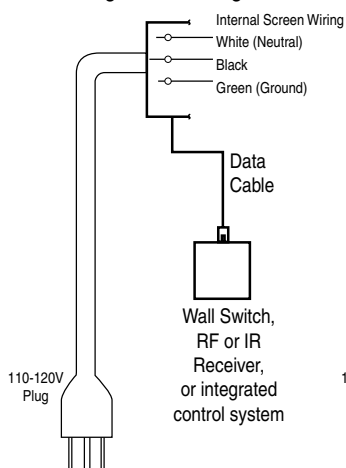 Internal Screen Wiring
White (Neutral)
Black
Green (Ground)
Data
Cable
Wall Switch,
RF or IR
Receiver,
or integrated
control system
110-120V
Plug
1